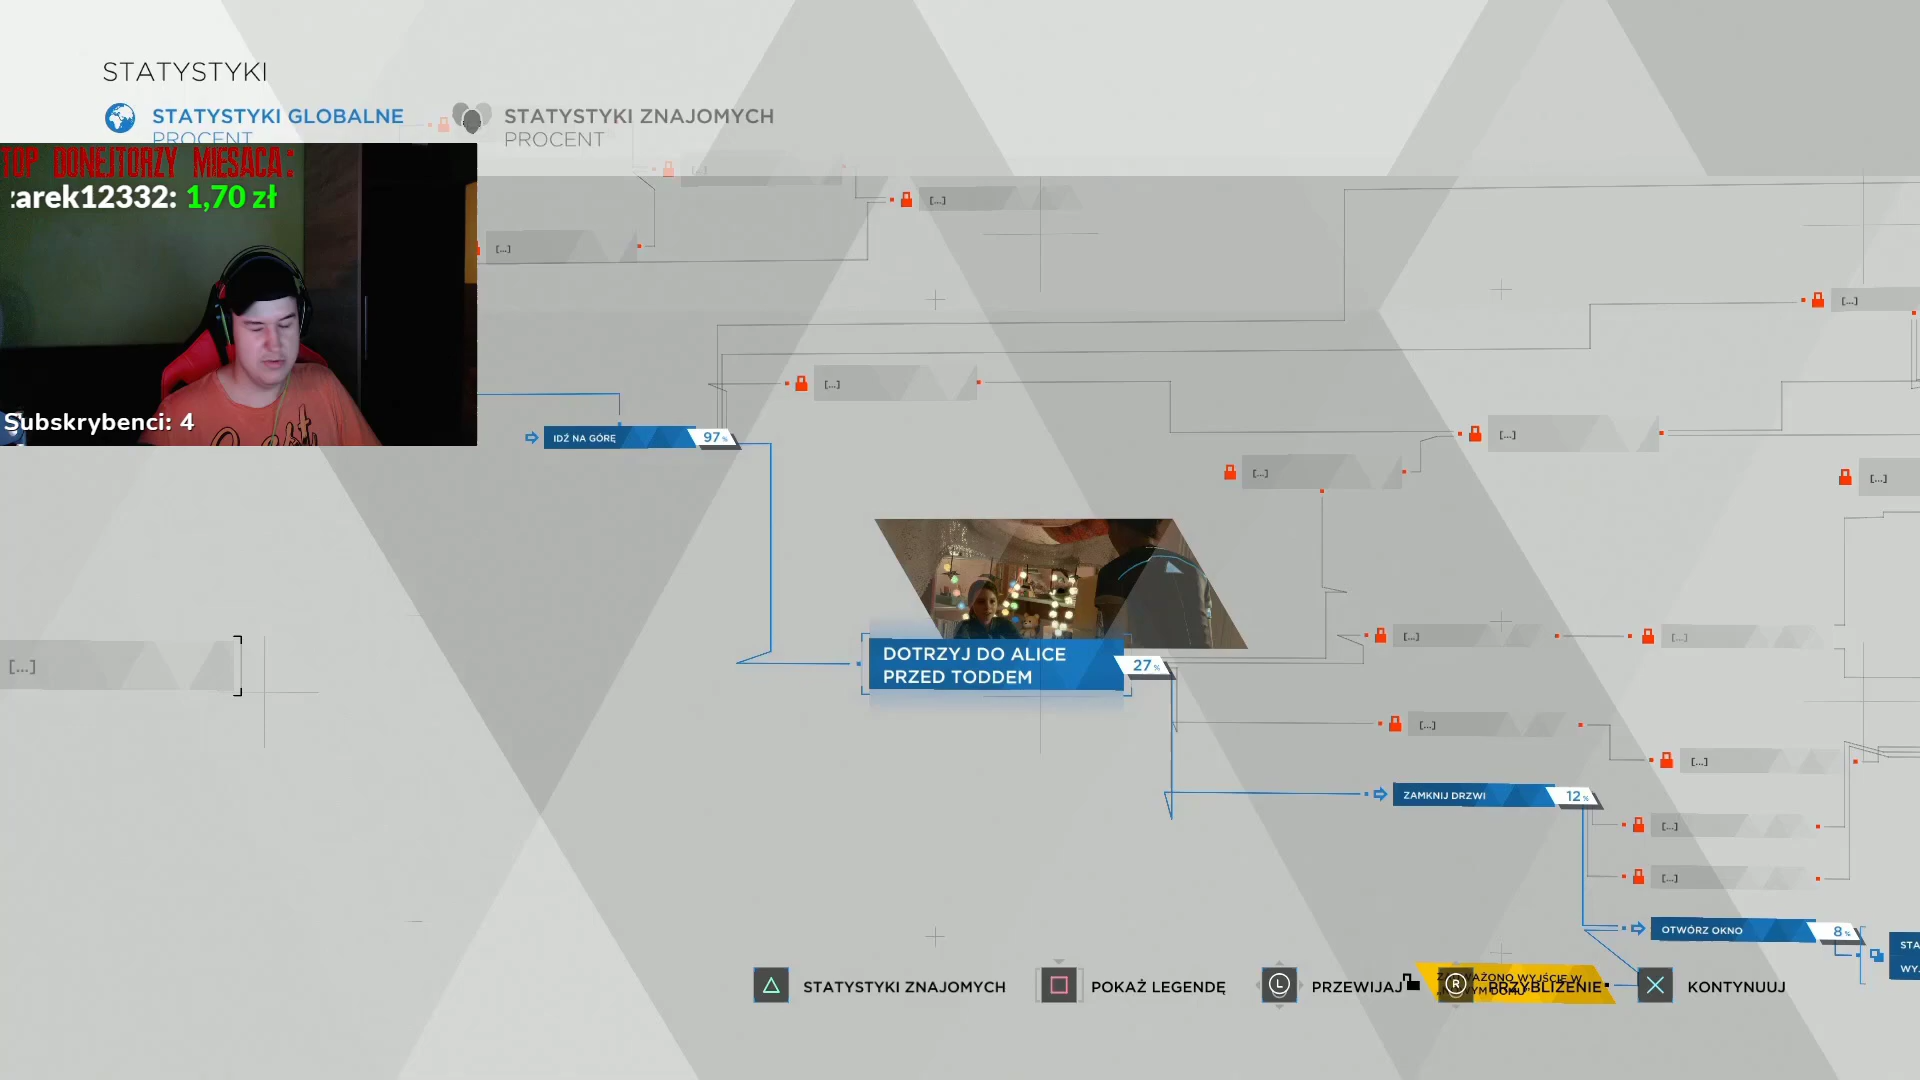 STATYSTYKI
STATYSTYKI GLOBALNE
PROCENT
STATYSTYKI ZNAJOMYCH
PROCENT
TOP DONEJTORZY MIESACA:
arek12332: 1,70 zł
Subskrybenci: 4
[...]
[...]
[...]
[...]
[...]
IDŹ NA GÓRĘ 97%
[...]
[...]
[...]
[...]
DOTRZYJ DO ALICE
PRZED TODDEM
27%
[...]
[...]
[...]
[...]
ZAMKNIJ DRZWI 12%
[...]
[...]
OTWÓRZ OKNO 8%
STATYSTYKI ZNAJOMYCH
POKAŻ LEGENDĘ
L PRZEWIJAJ
R PRZYBLIŻENIE
KONTYNUUJ